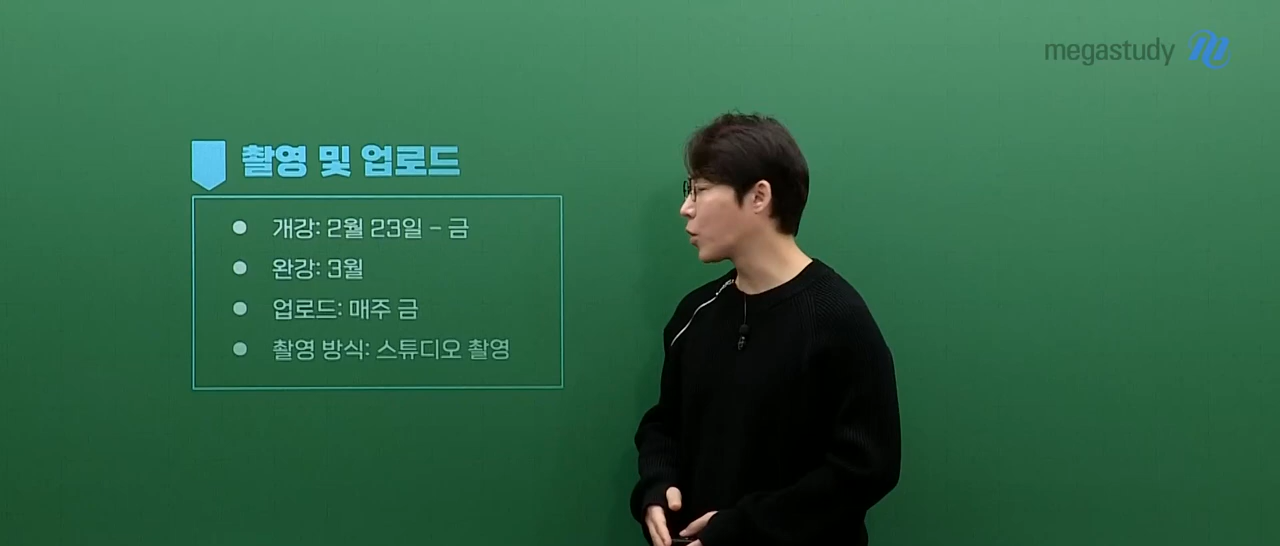 megastudy
촬영 및 업로드
개강: 2월 23일 - 금
완강: 3월
업로드: 매주 금
촬영 방식: 스튜디오 촬영